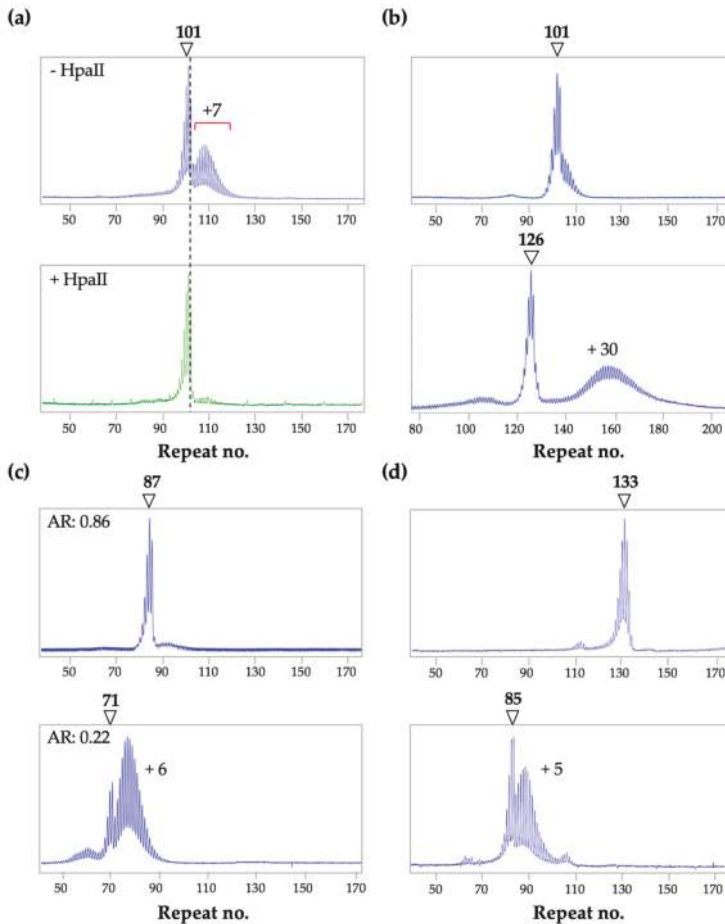 (a)
101
- HpaII
+7
50 70 90 110 130 150 170
+ HpaII
50 70 90 110 130 150 170
Repeat no.
(b)
101
50 70 90 110 130 150 170
126
+ 30
80 100 120 140 160 180 200
Repeat no.
(c)
87
AR: 0.86
50 70 90 110 130 150 170
71
AR: 0.22
+ 6
50 70 90 110 130 150 170
Repeat no.
(d)
133
50 70 90 110 130 150 170
85
+ 5
50 70 90 110 130 150 170
Repeat no.